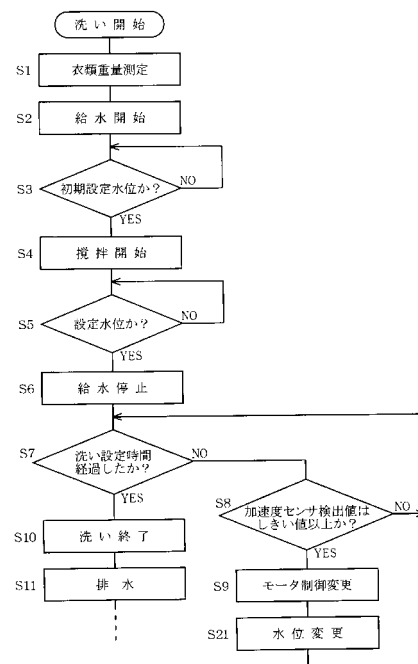 洗い開始
S1 衣類重量測定
S2 給水開始
S3 初期設定水位か？ NO
YES
S4 撹拌開始
S5 設定水位か？ NO
YES
S6 給水停止
S7 洗い設定時間
経過したか？ NO
YES
S8 加速度センサ検出値は
しきい値以上か？ NO
YES
S10 洗い終了
S9 モータ制御変更
S11 排水
S21 水位変更